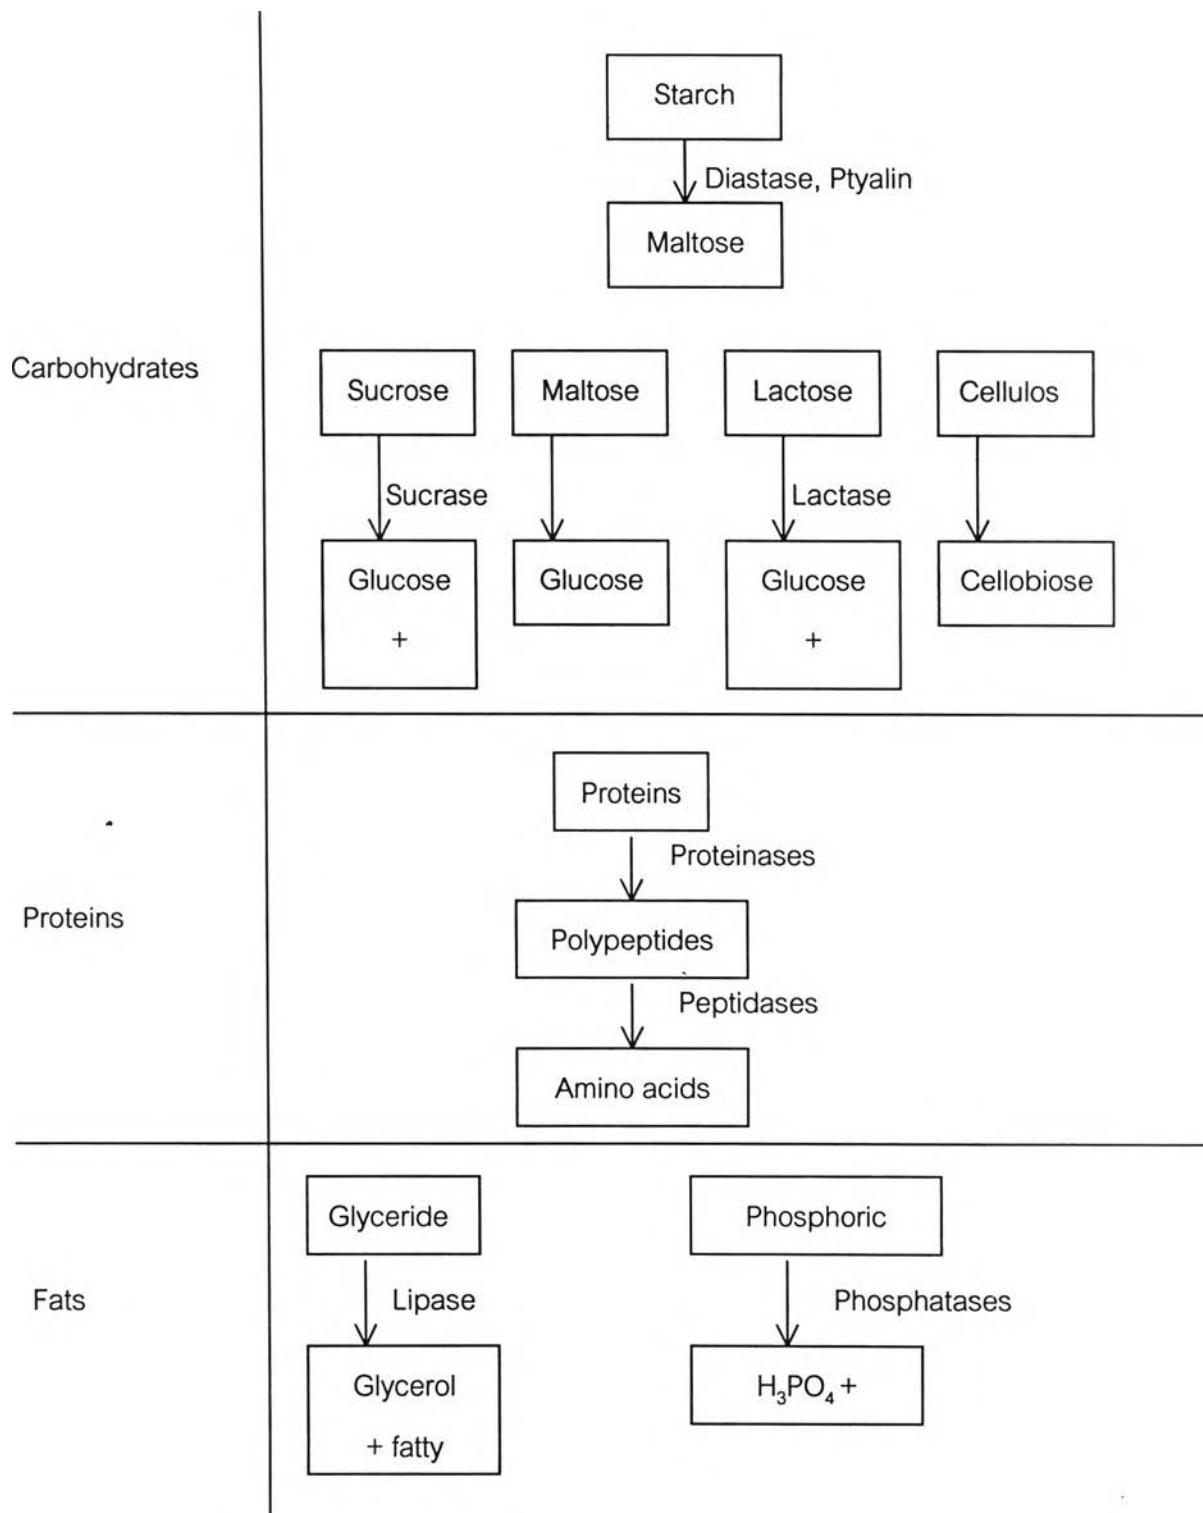 Starch
Diastase, Ptyalin
Maltose
Carbohydrates
Sucrose
Maltose
Lactose
Cellulos
Sucrase
Lactase
Glucose
+
Glucose
Glucose
+
Cellobiose
Proteins
Proteins
Proteinases
Polypeptides
Peptidases
Amino acids
Fats
Glyceride
Phosphoric
Lipase
Phosphatases
Glycerol
+ fatty
H₃PO₄ +